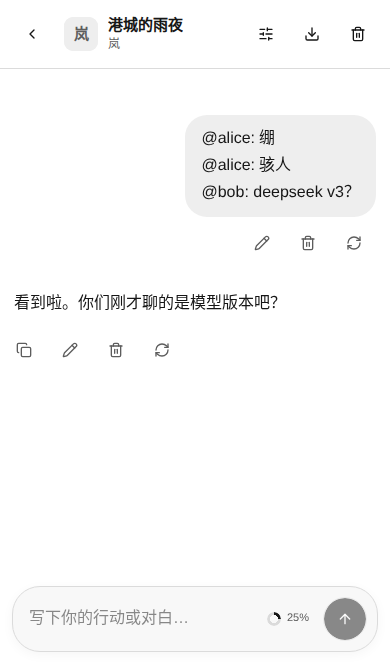 岚
港城的雨夜
岚
@alice: 绷
@alice: 骇人
@bob: deepseek v3？
看到啦。你们刚才聊的是模型版本吧？
写下你的行动或对白…
25%